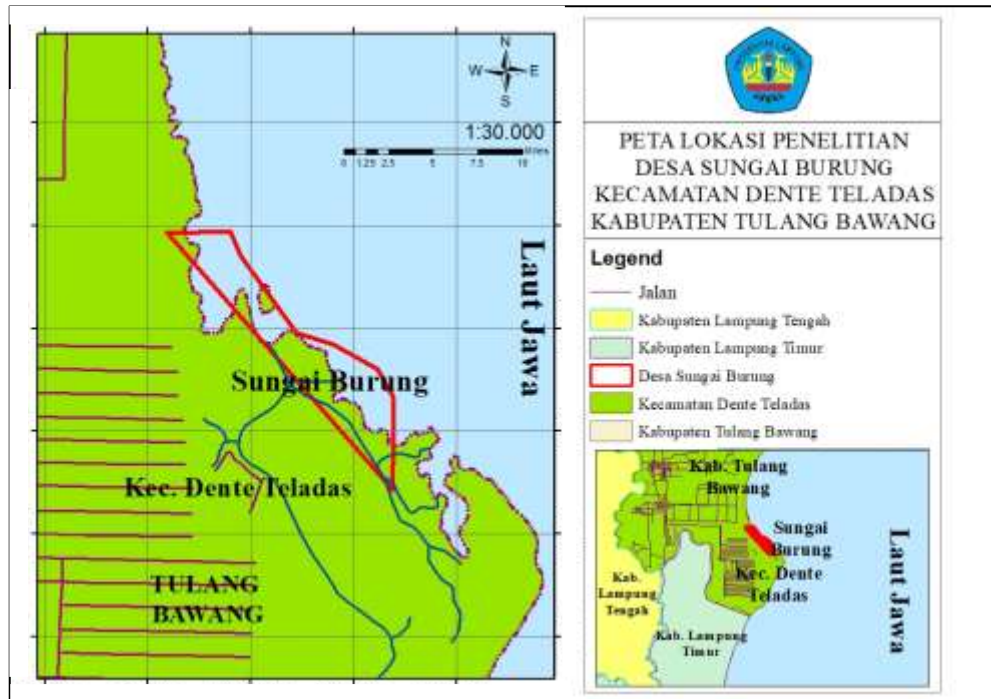 N
W E
S
1:30.000
Miles
0 1.25 2.5 5 7.5 10
Laut Jawa
Sungai Burung
Kec. Dente Teladas
TULANG
BAWANG
PETA LOKASI PENELITIAN
DESA SUNGAI BURUNG
KECAMATAN DENTE TELADAS
KABUPATEN TULANG BAWANG
Legend
Jalan
Kabupaten Lampung Tengah
Kabupaten Lampung Timur
Desa Sungai Burung
Kecamatan Dente Teladas
Kabupaten Tulang Bawang
Kab. Tulang
Bawang
Sungai
Burung
Kec. Dente
Teladas
Kab.
Lampung
Tengah
Kab. Lampung
Timur
Laut Jawa